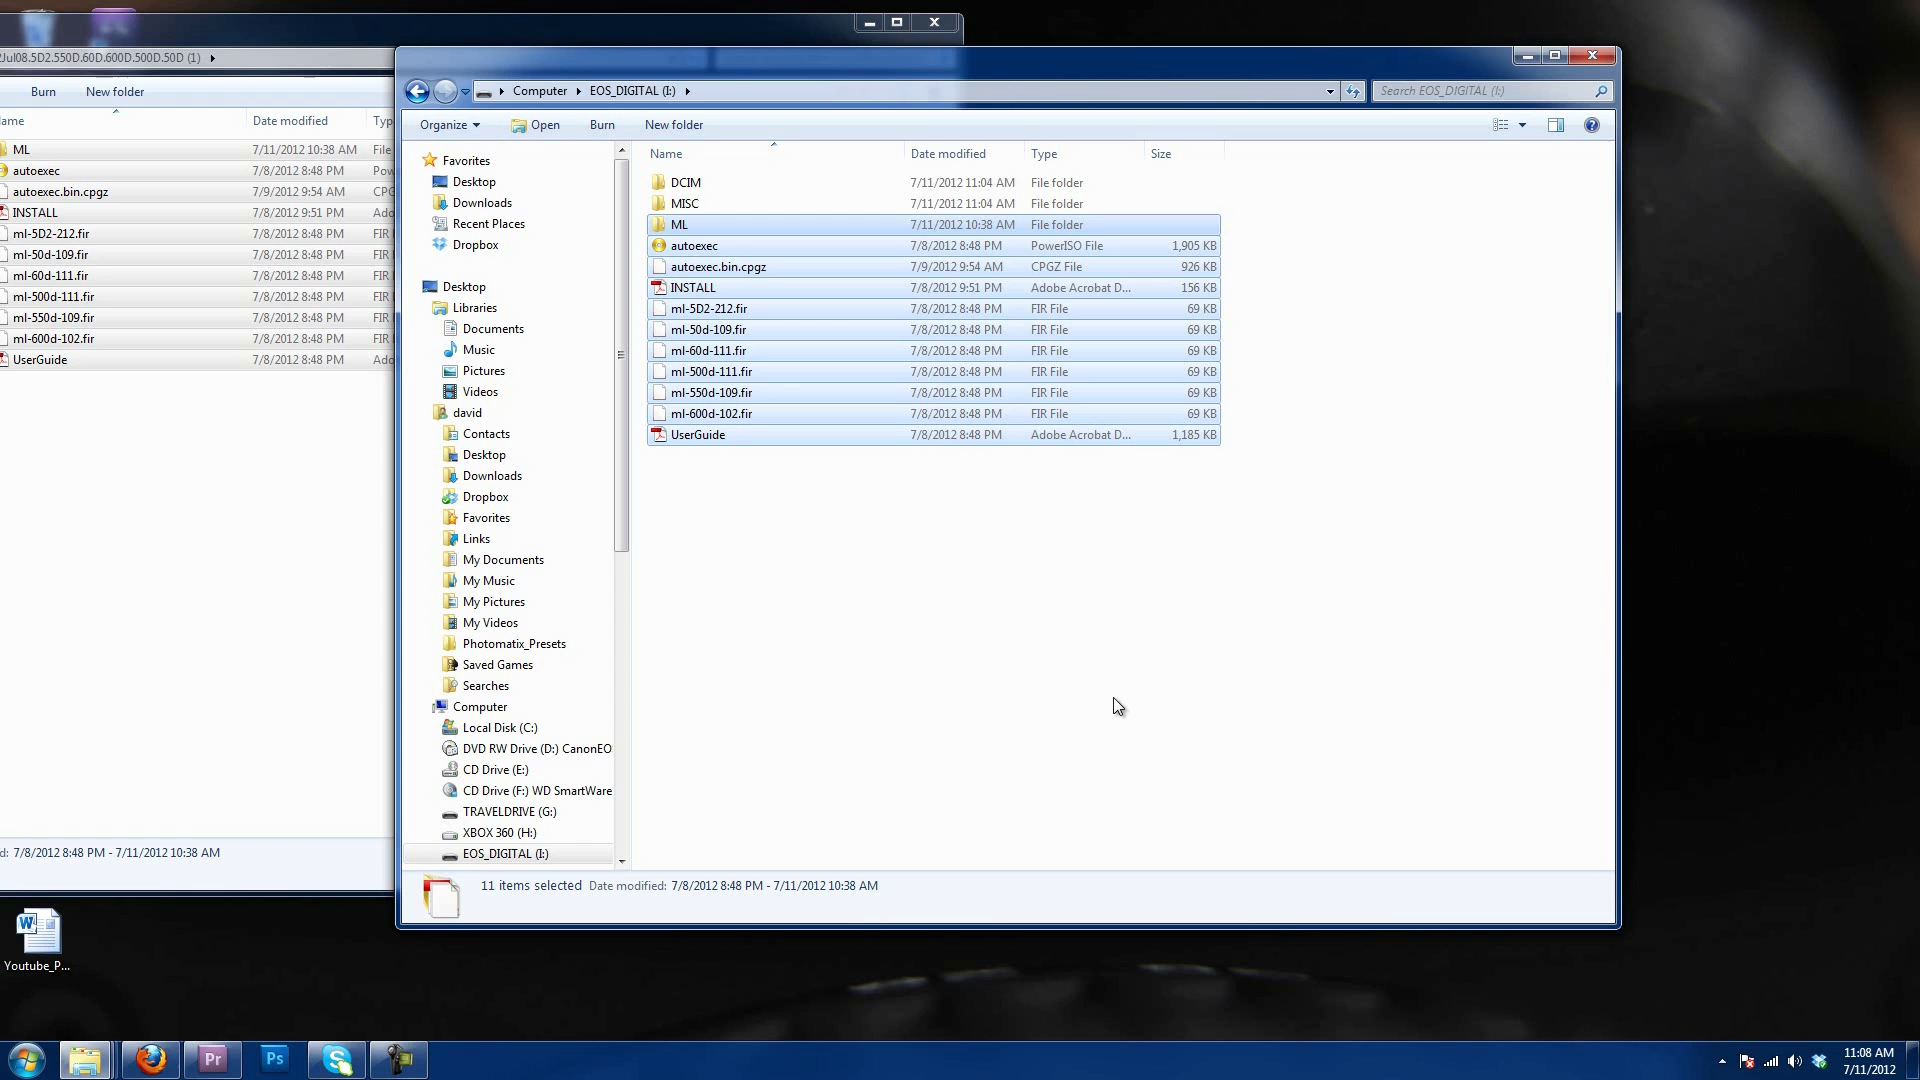 2Jul08.5D2.550D.60D.600D.500D.50D (1)
Burn New folder
ame Date modified Typ
ML 7/11/2012 10:38 AM File
autoexec 7/8/2012 8:48 PM Pow
autoexec.bin.cpgz 7/9/2012 9:54 AM CPG
INSTALL 7/8/2012 9:51 PM Ado
ml-5D2-212.fir 7/8/2012 8:48 PM FIR
ml-50d-109.fir 7/8/2012 8:48 PM FIR
ml-60d-111.fir 7/8/2012 8:48 PM FIR
ml-500d-111.fir 7/8/2012 8:48 PM FIR
ml-550d-109.fir 7/8/2012 8:48 PM FIR
ml-600d-102.fir 7/8/2012 8:48 PM FIR
UserGuide 7/8/2012 8:48 PM Ado
d: 7/8/2012 8:48 PM - 7/11/2012 10:38 AM
Computer EOS_DIGITAL (I:) Search EOS_DIGITAL (I:)
Organize Open Burn New folder
Favorites
Desktop
Downloads
Recent Places
Dropbox
Desktop
Libraries
Documents
Music
Pictures
Videos
david
Contacts
Desktop
Downloads
Dropbox
Favorites
Links
My Documents
My Music
My Pictures
My Videos
Photomatix_Presets
Saved Games
Searches
Computer
Local Disk (C:)
DVD RW Drive (D:) CanonEO
CD Drive (E:)
CD Drive (F:) WD SmartWare
TRAVELDRIVE (G:)
XBOX 360 (H:)
EOS_DIGITAL (I:)
Name Date modified Type Size
DCIM 7/11/2012 11:04 AM File folder
MISC 7/11/2012 11:04 AM File folder
ML 7/11/2012 10:38 AM File folder
autoexec 7/8/2012 8:48 PM PowerISO File 1,905 KB
autoexec.bin.cpgz 7/9/2012 9:54 AM CPGZ File 926 KB
INSTALL 7/8/2012 9:51 PM Adobe Acrobat D... 156 KB
ml-5D2-212.fir 7/8/2012 8:48 PM FIR File 69 KB
ml-50d-109.fir 7/8/2012 8:48 PM FIR File 69 KB
ml-60d-111.fir 7/8/2012 8:48 PM FIR File 69 KB
ml-500d-111.fir 7/8/2012 8:48 PM FIR File 69 KB
ml-550d-109.fir 7/8/2012 8:48 PM FIR File 69 KB
ml-600d-102.fir 7/8/2012 8:48 PM FIR File 69 KB
UserGuide 7/8/2012 8:48 PM Adobe Acrobat D... 1,185 KB
11 items selected Date modified: 7/8/2012 8:48 PM - 7/11/2012 10:38 AM
Youtube_P...
Pr Ps
11:08 AM
7/11/2012